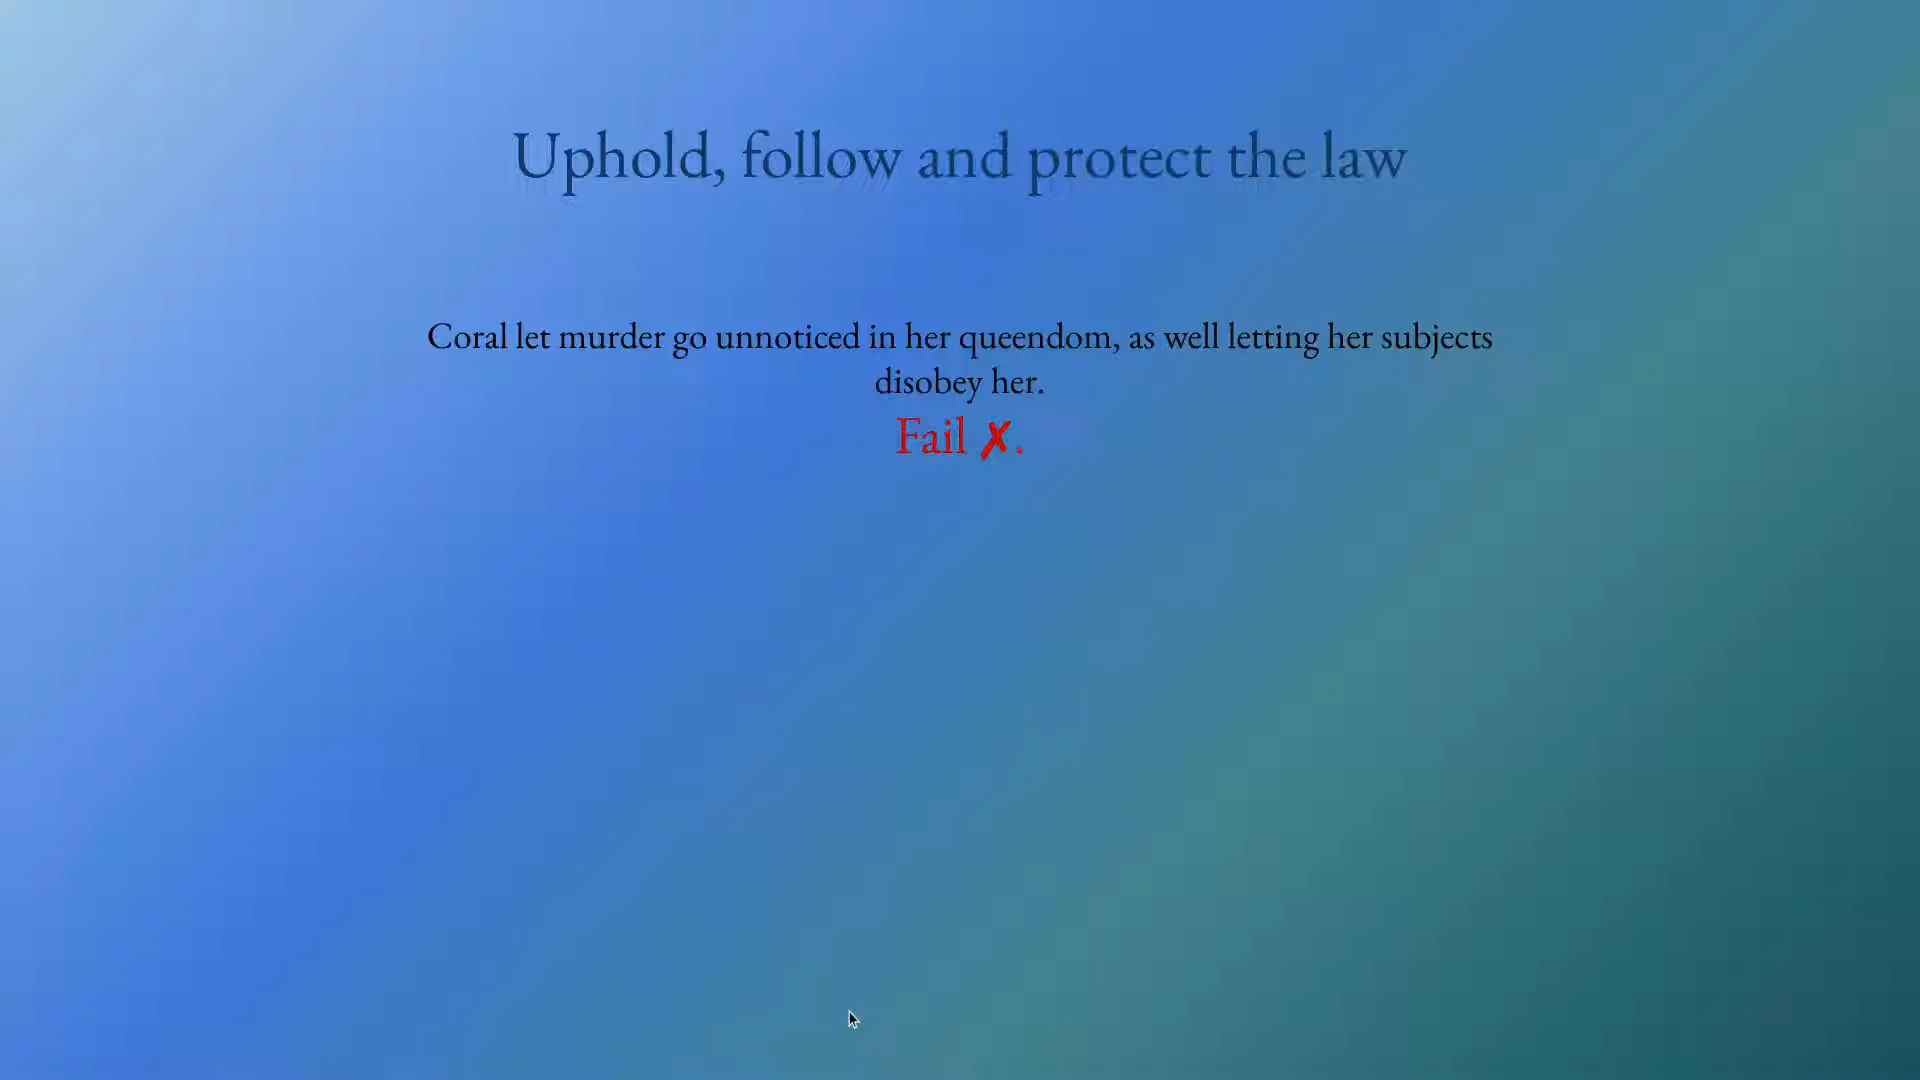 Uphold, follow and protect the law
Coral let murder go unnoticed in her queendom, as well letting her subjects
disobey her.
Fail ✗.